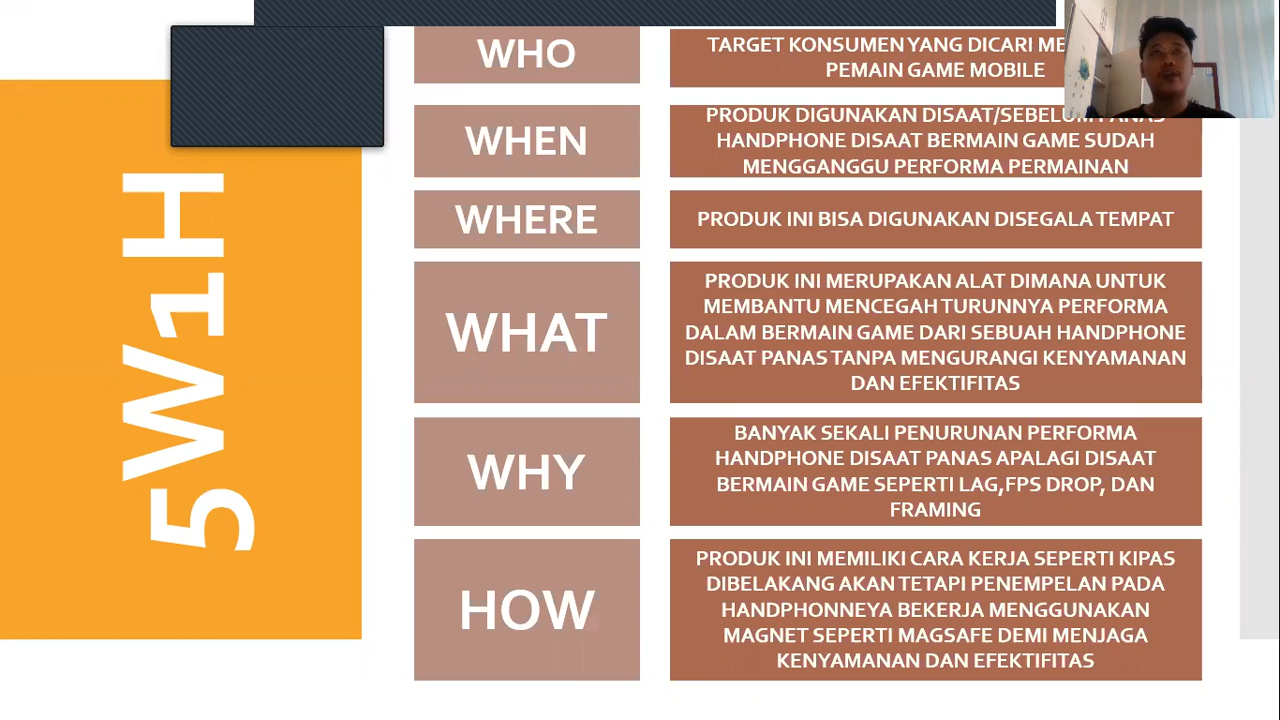 5W1H
WHO
TARGET KONSUMEN YANG DICARI
PEMAIN GAME MOBILE
WHEN
PRODUK DIGUNAKAN DISAAT/SEBELUM PANAS
HANDPHONE DISAAT BERMAIN GAME SUDAH
MENGGANGGU PERFORMA PERMAINAN
WHERE
PRODUK INI BISA DIGUNAKAN DISEGALA TEMPAT
WHAT
PRODUK INI MERUPAKAN ALAT DIMANA UNTUK
MEMBANTU MENCEGAH TURUNNYA PERFORMA
DALAM BERMAIN GAME DARI SEBUAH HANDPHONE
DISAAT PANAS TANPA MENGURANGI KENYAMANAN
DAN EFEKTIFITAS
WHY
BANYAK SEKALI PENURUNAN PERFORMA
HANDPHONE DISAAT PANAS APALAGI DISAAT
BERMAIN GAME SEPERTI LAG,FPS DROP, DAN
FRAMING
HOW
PRODUK INI MEMILIKI CARA KERJA SEPERTI KIPAS
DIBELAKANG AKAN TETAPI PENEMPELAN PADA
HANDPHONNEYA BEKERJA MENGGUNAKAN
MAGNET SEPERTI MAGSAFE DEMI MENJAGA
KENYAMANAN DAN EFEKTIFITAS